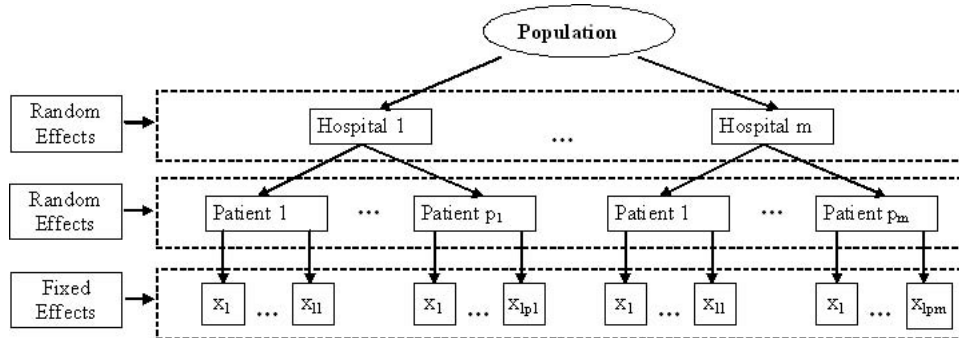 Population
Random
Effects
Hospital 1
...
Hospital m
Random
Effects
Patient 1
...
Patient p1
Patient 1
...
Patient pm
Fixed
Effects
x1
...
x11
x1
...
x1p1
x1
...
x11
x1
...
x1pm